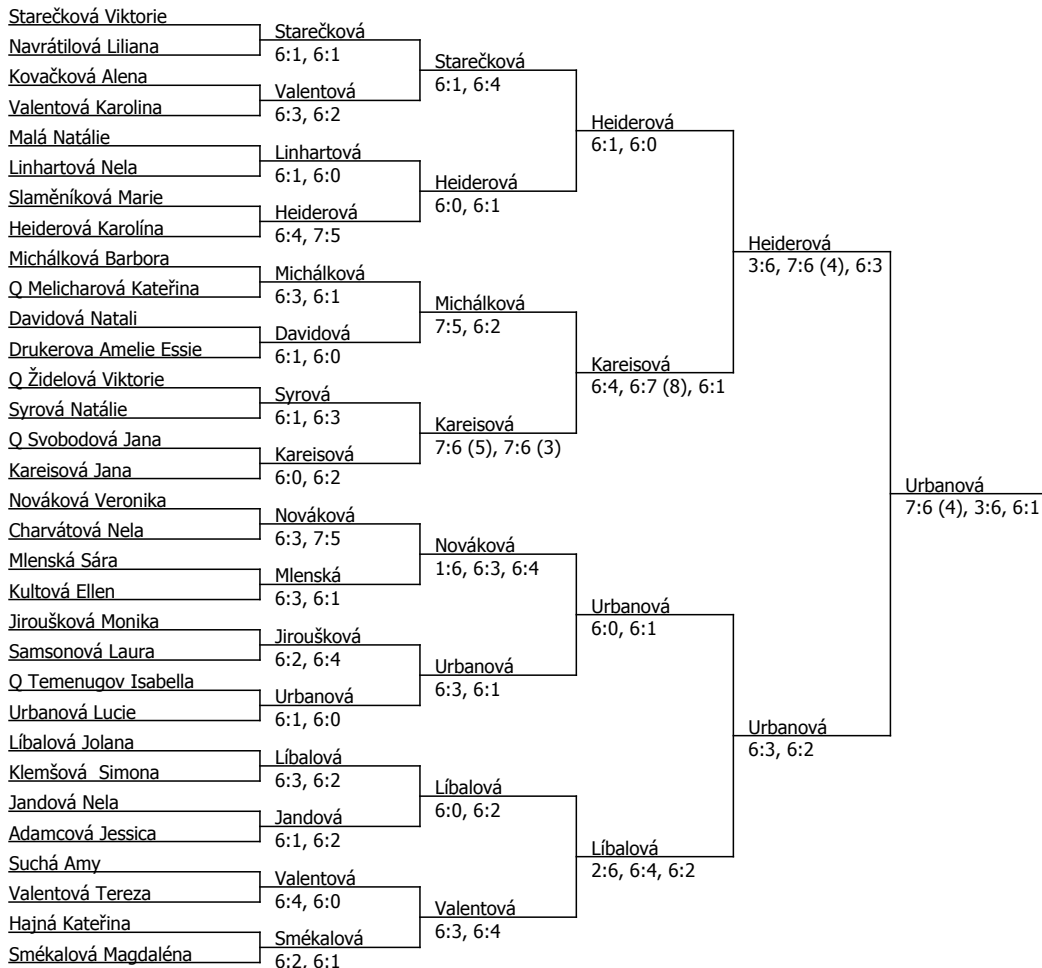 Starečková Viktorie
Navrátilová Liliana
Kovačková Alena
Valentová Karolina
Malá Natálie
Linhartová Nela
Slaměníková Marie
Heiderová Karolína
Michálková Barbora
Q Melicharová Kateřina
Davidová Natali
Drukerova Amelie Essie
Q Židelová Viktorie
Syrová Natálie
Q Svobodová Jana
Kareisová Jana
Nováková Veronika
Charvátová Nela
Mlenská Sára
Kultová Ellen
Jiroušková Monika
Samsonová Laura
Q Temenugov Isabella
Urbanová Lucie
Líbalová Jolana
Klemšová  Simona
Jandová Nela
Adamcová Jessica
Suchá Amy
Valentová Tereza
Hajná Kateřina
Smékalová Magdaléna
Starečková
6:1, 6:1
Valentová
6:3, 6:2
Linhartová
6:1, 6:0
Heiderová
6:4, 7:5
Michálková
6:3, 6:1
Davidová
6:1, 6:0
Syrová
6:1, 6:3
Kareisová
6:0, 6:2
Nováková
6:3, 7:5
Mlenská
6:3, 6:1
Jiroušková
6:2, 6:4
Urbanová
6:1, 6:0
Líbalová
6:3, 6:2
Jandová
6:1, 6:2
Valentová
6:4, 6:0
Smékalová
6:2, 6:1
Starečková
6:1, 6:4
Heiderová
6:0, 6:1
Michálková
7:5, 6:2
Kareisová
7:6 (5), 7:6 (3)
Nováková
1:6, 6:3, 6:4
Urbanová
6:3, 6:1
Líbalová
6:0, 6:2
Valentová
6:3, 6:4
Heiderová
6:1, 6:0
Kareisová
6:4, 6:7 (8), 6:1
Urbanová
6:0, 6:1
Líbalová
2:6, 6:4, 6:2
Heiderová
3:6, 7:6 (4), 6:3
Urbanová
6:3, 6:2
Urbanová
7:6 (4), 3:6, 6:1